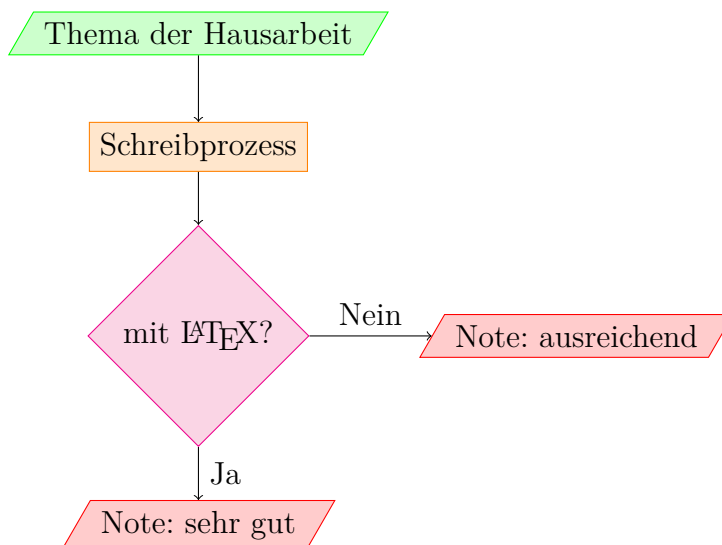 Thema der Hausarbeit
Schreibprozess
mit LATEX?
Nein
Note: ausreichend
Ja
Note: sehr gut